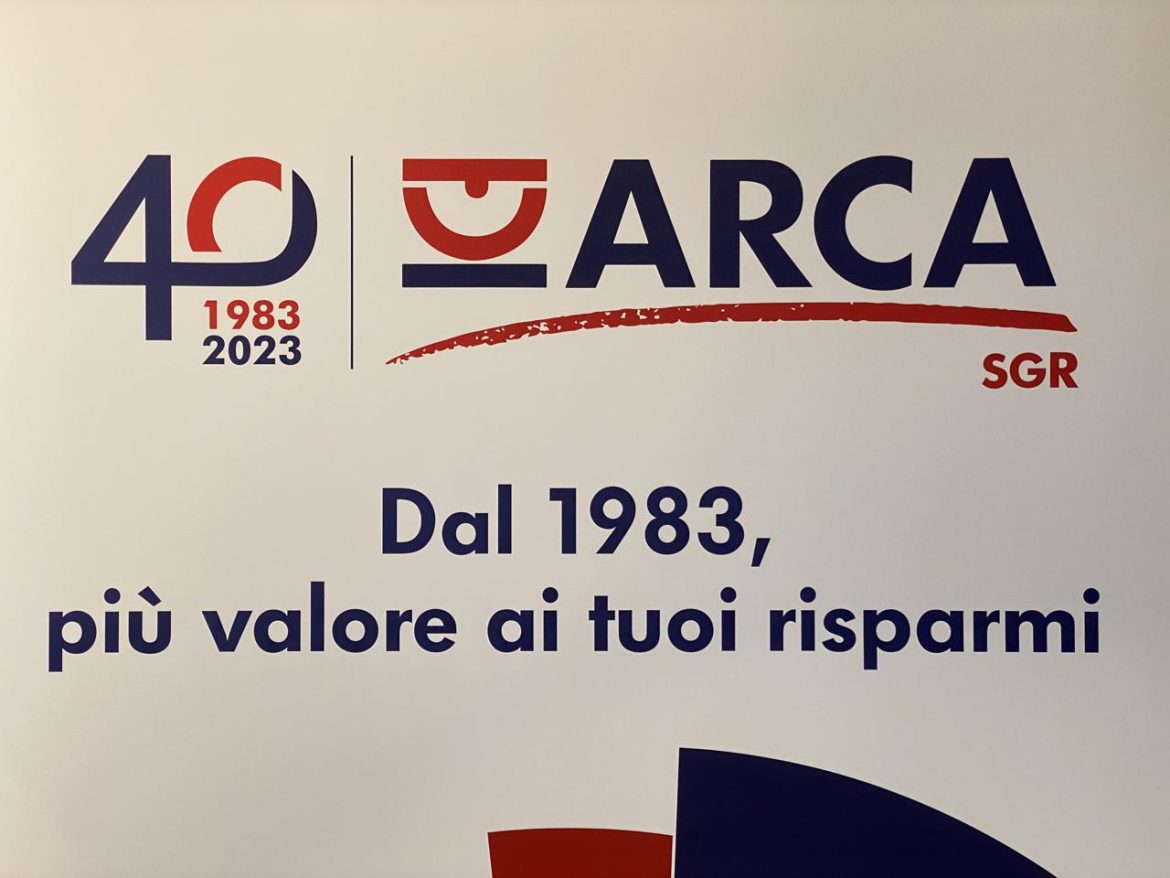 40
1983
2023
ARCA
SGR
Dal 1983,
più valore ai tuoi risparmi